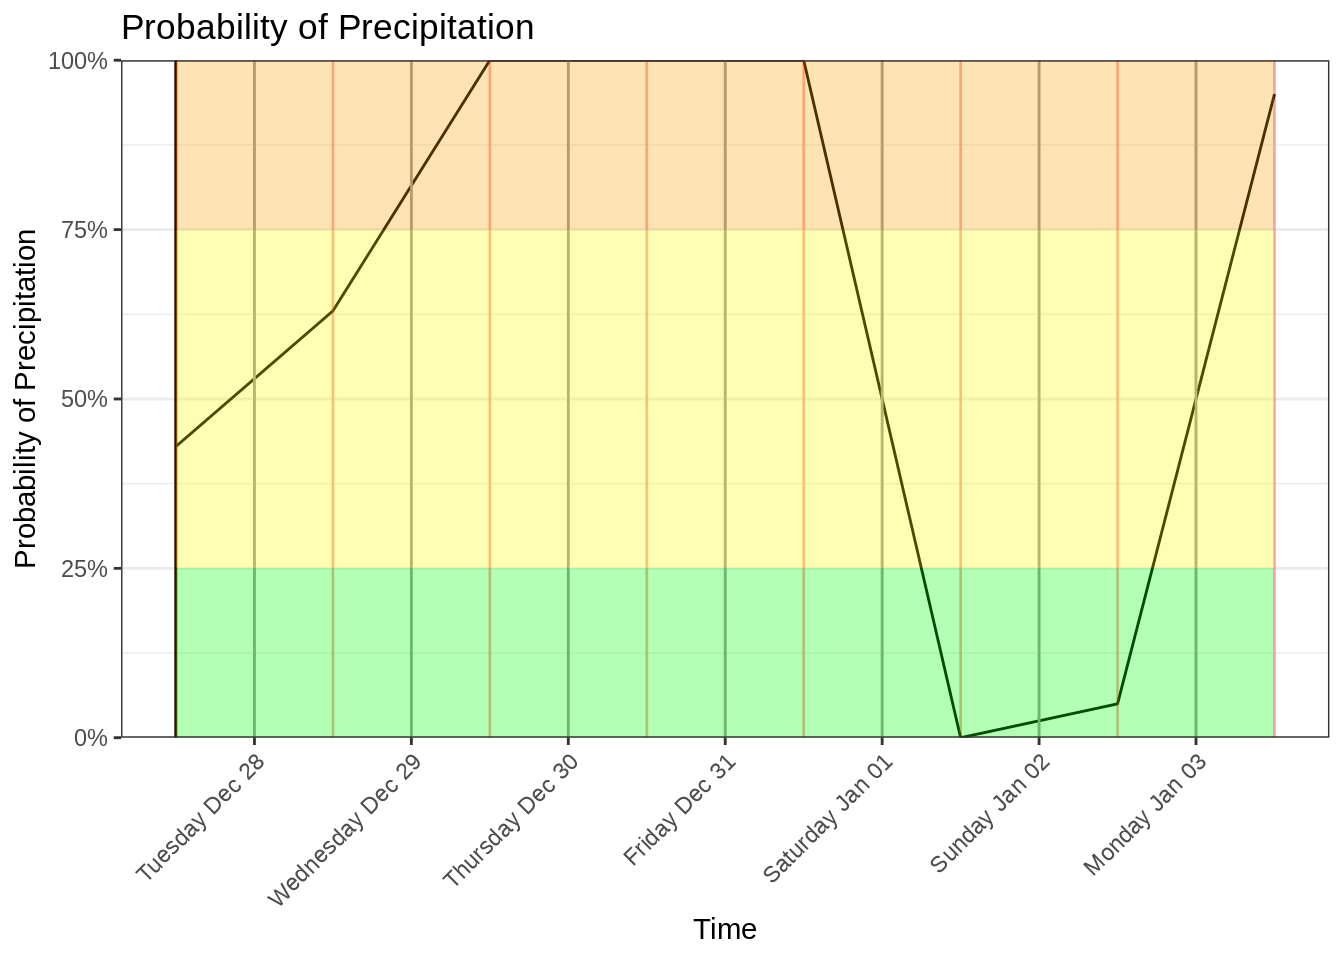 Probability of Precipitation
Probability of Precipitation
100%
75%
50%
25%
0%
Tuesday Dec 28
Wednesday Dec 29
Thursday Dec 30
Friday Dec 31
Saturday Jan 01
Sunday Jan 02
Monday Jan 03
Time